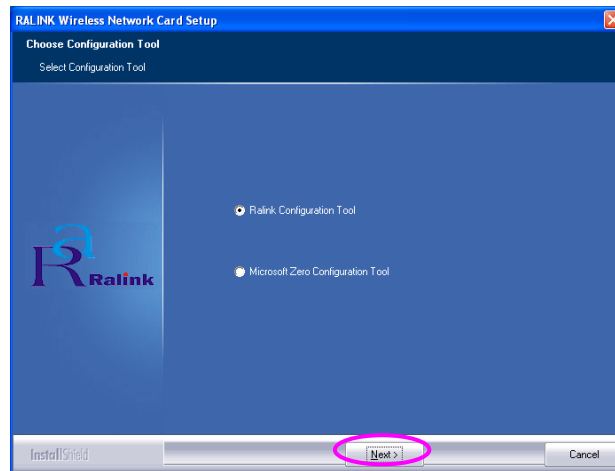 RALINK Wireless Network Card Setup
Choose Configuration Tool
Select Configuration Tool
Ralink Configuration Tool
Ra Ralink
Microsoft Zero Configuration Tool
InstallShield
Next >
Cancel